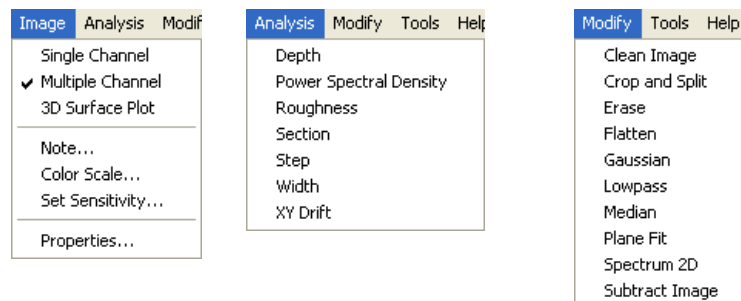 Image Analysis Modif
Single Channel
Multiple Channel
3D Surface Plot
Note...
Color Scale...
Set Sensitivity...
Properties...
Analysis Modify Tools Help
Depth
Power Spectral Density
Roughness
Section
Step
Width
XY Drift
Modify Tools Help
Clean Image
Crop and Split
Erase
Flatten
Gaussian
Lowpass
Median
Plane Fit
Spectrum 2D
Subtract Image